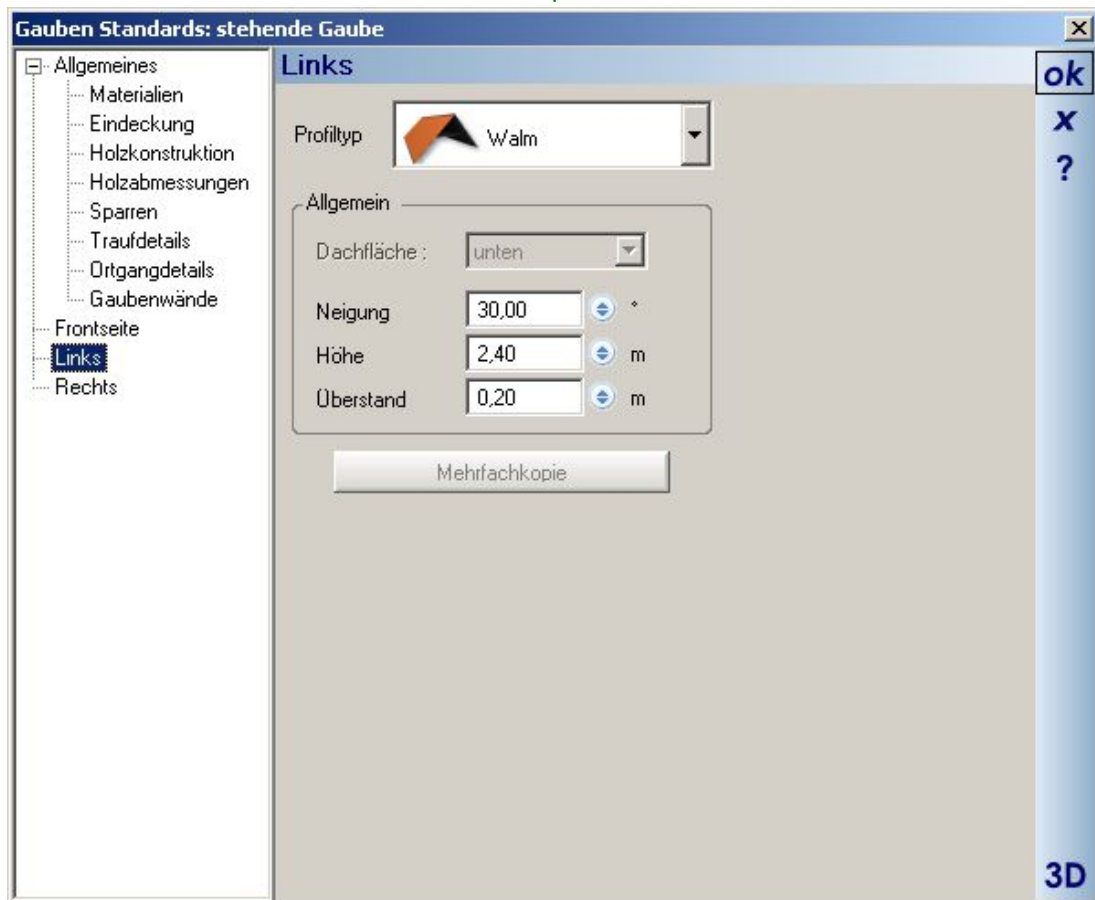 Gauben Standards: stehende Gaube
Allgemeines
Materialien
Eindeckung
Holzkonstruktion
Holzabmessungen
Sparren
Traufdetails
Ortgangdetails
Gaubenwände
Frontseite
Links
Rechts
Links
Profiltyp Walm
Allgemein
Dachfläche : unten
Neigung 30,00 °
Höhe 2,40 m
Überstand 0,20 m
Mehrfachkopie
ok
x
?
3D